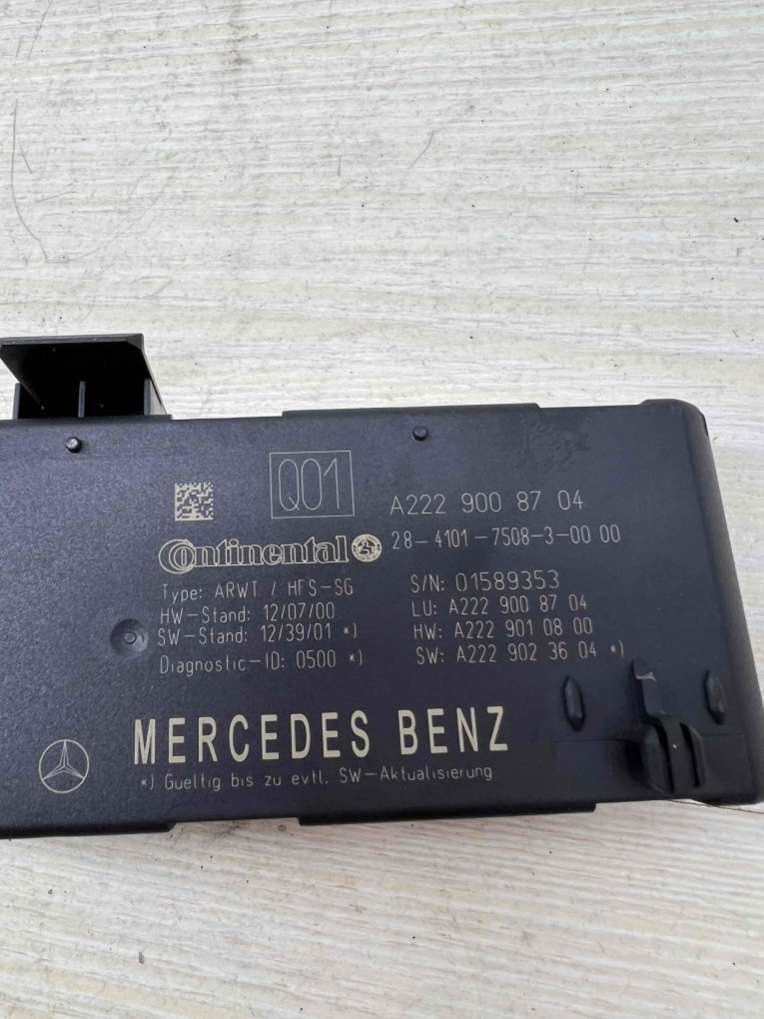 Q01
A222 900 87 04
Continental
28-4101-7508-3-00 00
Type: ARWT / HFS-SG
S/N: 01589353
HW-Stand: 12/07/00
LU: A222 900 87 04
SW-Stand: 12/39/01 *)
HW: A222 901 08 00
Diagnostic-ID: 0500 *)
SW: A222 902 36 04 *)
MERCEDES BENZ
*) Gueltig bis zu evtl. SW-Aktualisierung